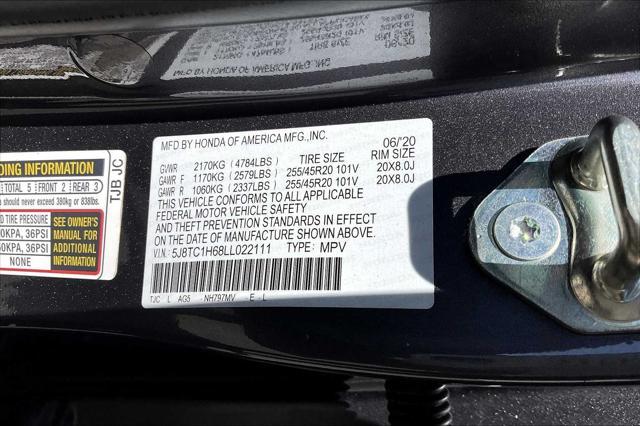 MFD BY HONDA OF AMERICA MFG.,INC. 06/'20
GVWR 2170KG (4784LBS) TIRE SIZE RIM SIZE
GAWR F 1170KG (2579LBS) 255/45R20 101V 20X8.0J
GAWR R 1060KG (2337LBS) 255/45R20 101V 20X8.0J
THIS VEHICLE CONFORMS TO ALL APPLICABLE
FEDERAL MOTOR VEHICLE SAFETY
AND THEFT PREVENTION STANDARDS IN EFFECT
ON THE DATE OF MANUFACTURE SHOWN ABOVE.
V.I.N.: 5J8TC1H68LL022111 TYPE: MPV
TJC L AG5 NH797MV E L
DING INFORMATION
TOTAL 5 FRONT 2 REAR 3
should never exceed 380kg or 838lbs.
TIRE PRESSURE
KPA, 36PSI
KPA, 36PSI
NONE
SEE OWNER'S
MANUAL FOR
ADDITIONAL
INFORMATION
TJB JC